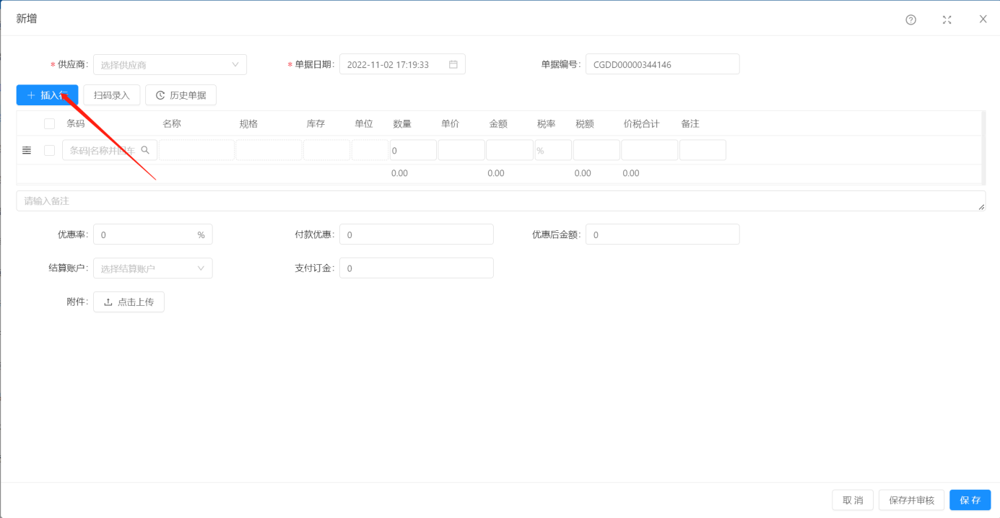 新增
* 供应商: 选择供应商 * 单据日期: 2022-11-02 17:19:33 单据编号: CGDD00000344146
+ 插入行 扫码录入 历史单据
条码 名称 规格 库存 单位 数量 单价 金额 税率 税额 价税合计 备注
条码|名称并回车 0 %
0.00 0.00 0.00 0.00
请输入备注
优惠率: 0 % 付款优惠: 0 优惠后金额: 0
结算账户: 选择结算账户 支付订金: 0
附件: 点击上传
取消 保存并审核 保存